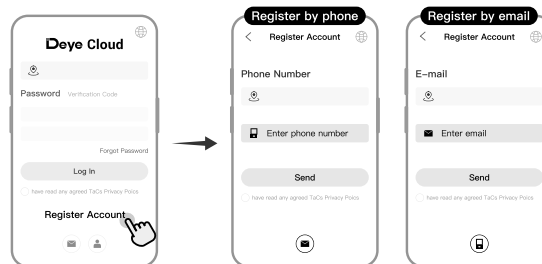 Deye Cloud
Password Verification Code
Forgot Password
Log In
have read any agreed TaCs Privacy Poics
Register Account
Register by phone
Register Account
Phone Number
Enter phone number
Send
have read any agreed TaCs Privacy Poics
Register by email
Register Account
E-mail
Enter email
Send
have read any agreed TaCs Privacy Poics